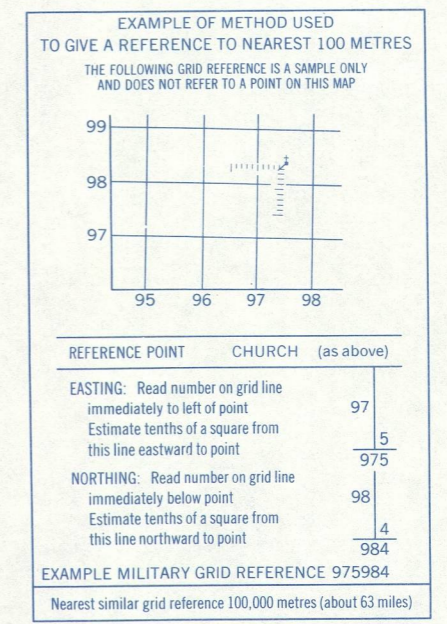 EXAMPLE OF METHOD USED
TO GIVE A REFERENCE TO NEAREST 100 METRES
THE FOLLOWING GRID REFERENCE IS A SAMPLE ONLY
AND DOES NOT REFER TO A POINT ON THIS MAP
99
98
97
95 96 97 98
REFERENCE POINT CHURCH (as above)
EASTING: Read number on grid line
immediately to left of point 97
Estimate tenths of a square from
this line eastward to point 5
975
NORTHING: Read number on grid line
immediately below point 98
Estimate tenths of a square from
this line northward to point 4
984
EXAMPLE MILITARY GRID REFERENCE 975984
Nearest similar grid reference 100,000 metres (about 63 miles)